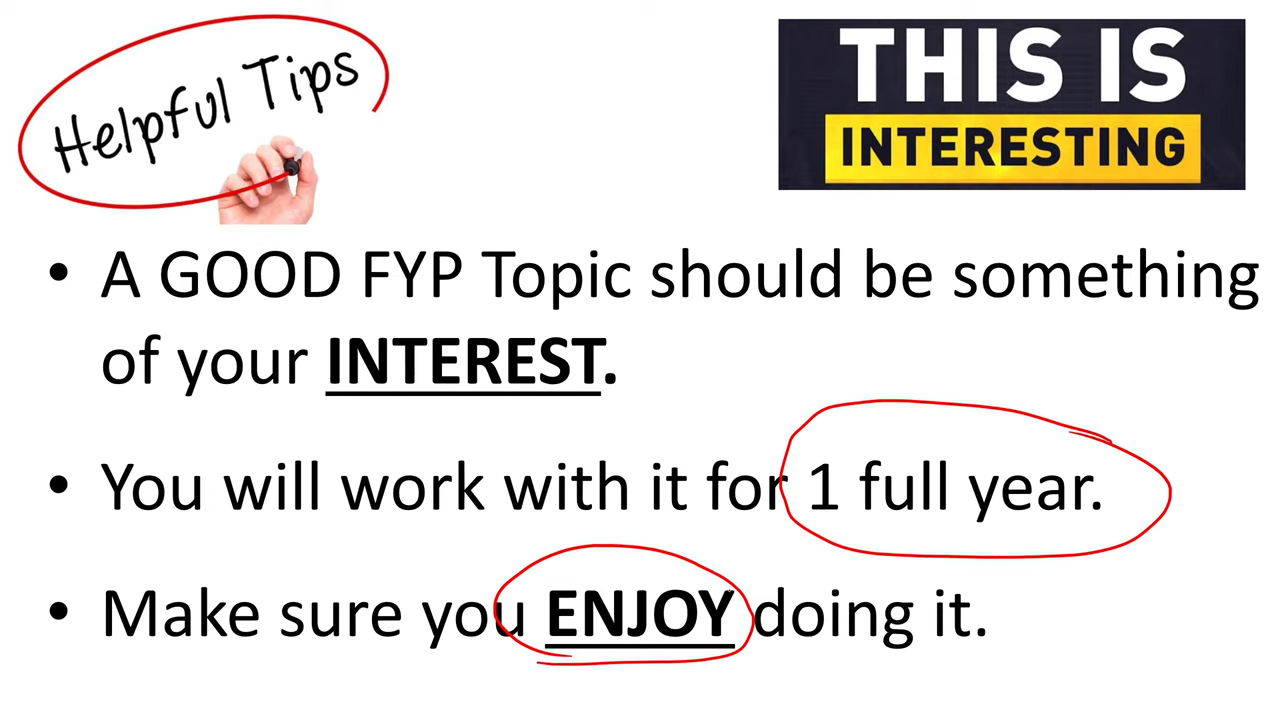 Helpful Tips
THIS IS
INTERESTING
• A GOOD FYP Topic should be something
of your INTEREST.
• You will work with it for 1 full year.
• Make sure you ENJOY doing it.